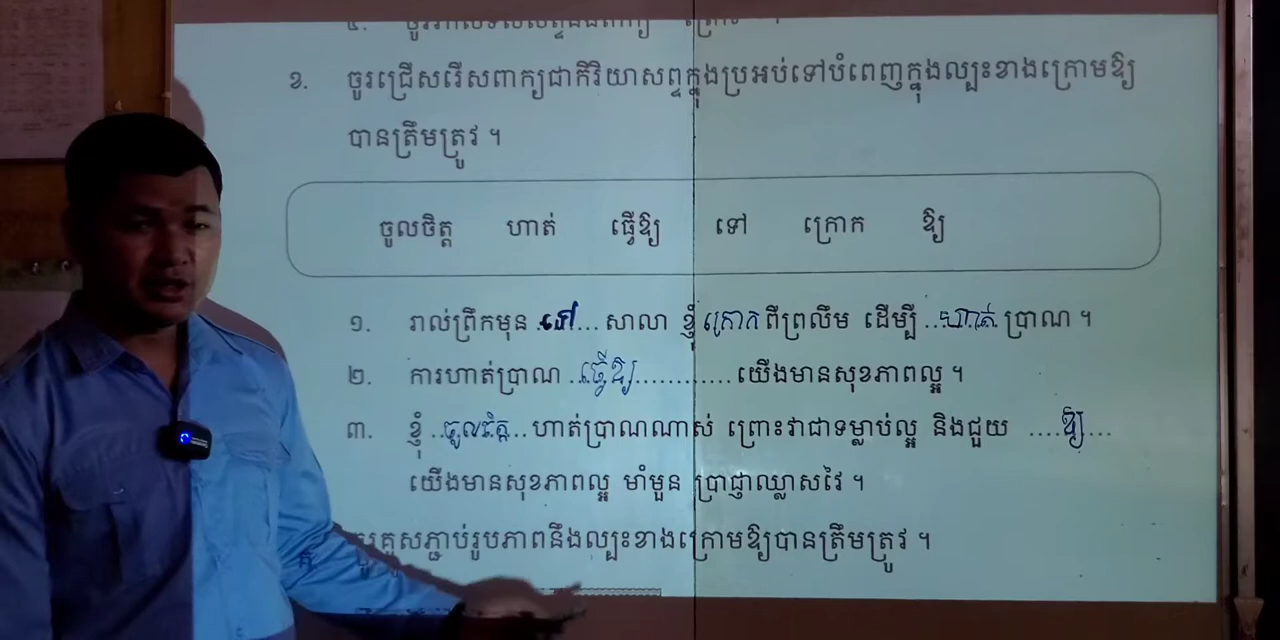 ខ. ចូរជ្រើសរើសពាក្យជាកិរិយាសព្ទក្នុងប្រអប់ទៅបំពេញក្នុងល្បះខាងក្រោមឱ្យ
បានត្រឹមត្រូវ ។
ចូលចិត្ត ហាត់ ធ្វើឱ្យ ទៅ ក្រោក ឱ្យ
១. រាល់ព្រឹកមុន .ទៅ... សាលា ខ្ញុំ ក្រោក ពីព្រលឹម ដើម្បី ..ហាត់. ប្រាណ ។
២. ការហាត់ប្រាណ ..ធ្វើឱ្យ............ យើងមានសុខភាពល្អ ។
៣. ខ្ញុំ ..ចូលចិត្ត.. ហាត់ប្រាណណាស់ ព្រោះវាជាទម្លាប់ល្អ និងជួយ ....ឱ្យ...
យើងមានសុខភាពល្អ មាំមួន ប្រាជ្ញាឈ្លាសវៃ ។
គូសភ្ជាប់រូបភាពនឹងល្បះខាងក្រោមឱ្យបានត្រឹមត្រូវ ។